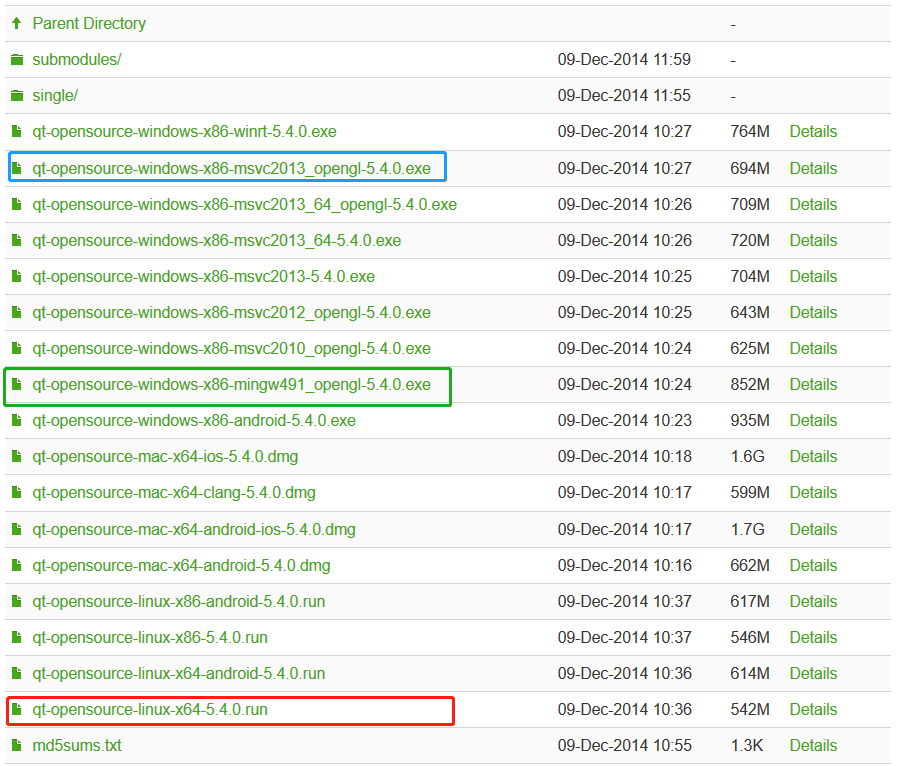 Parent Directory -
submodules/ 09-Dec-2014 11:59 -
single/ 09-Dec-2014 11:55 -
qt-opensource-windows-x86-winrt-5.4.0.exe 09-Dec-2014 10:27 764M Details
qt-opensource-windows-x86-msvc2013_opengl-5.4.0.exe 09-Dec-2014 10:27 694M Details
qt-opensource-windows-x86-msvc2013_64_opengl-5.4.0.exe 09-Dec-2014 10:26 709M Details
qt-opensource-windows-x86-msvc2013_64-5.4.0.exe 09-Dec-2014 10:26 720M Details
qt-opensource-windows-x86-msvc2013-5.4.0.exe 09-Dec-2014 10:25 704M Details
qt-opensource-windows-x86-msvc2012_opengl-5.4.0.exe 09-Dec-2014 10:25 643M Details
qt-opensource-windows-x86-msvc2010_opengl-5.4.0.exe 09-Dec-2014 10:24 625M Details
qt-opensource-windows-x86-mingw491_opengl-5.4.0.exe 09-Dec-2014 10:24 852M Details
qt-opensource-windows-x86-android-5.4.0.exe 09-Dec-2014 10:23 935M Details
qt-opensource-mac-x64-ios-5.4.0.dmg 09-Dec-2014 10:18 1.6G Details
qt-opensource-mac-x64-clang-5.4.0.dmg 09-Dec-2014 10:17 599M Details
qt-opensource-mac-x64-android-ios-5.4.0.dmg 09-Dec-2014 10:17 1.7G Details
qt-opensource-mac-x64-android-5.4.0.dmg 09-Dec-2014 10:16 662M Details
qt-opensource-linux-x86-android-5.4.0.run 09-Dec-2014 10:37 617M Details
qt-opensource-linux-x86-5.4.0.run 09-Dec-2014 10:37 546M Details
qt-opensource-linux-x64-android-5.4.0.run 09-Dec-2014 10:36 614M Details
qt-opensource-linux-x64-5.4.0.run 09-Dec-2014 10:36 542M Details
md5sums.txt 09-Dec-2014 10:55 1.3K Details